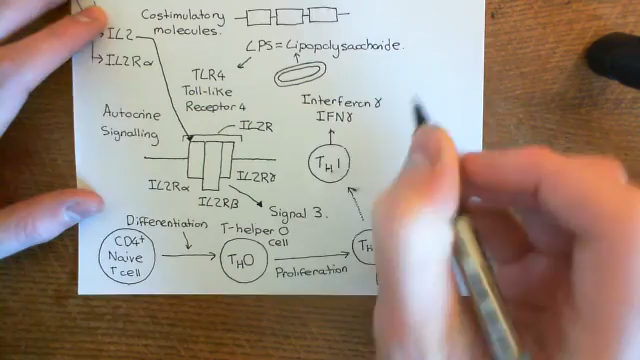 Costimulatory
molecules.
IL2
IL2Rα
LPS = Lipopolysaccharide.
TLR4
Toll-like
Receptor 4
Interferon γ
IFNγ
Autocrine
Signalling
IL2R
TH1
IL2Rα
IL2Rγ
IL2Rβ
Signal 3.
Differentiation
T-helper 0
cell
CD4+
Naive
T cell
TH0
Proliferation